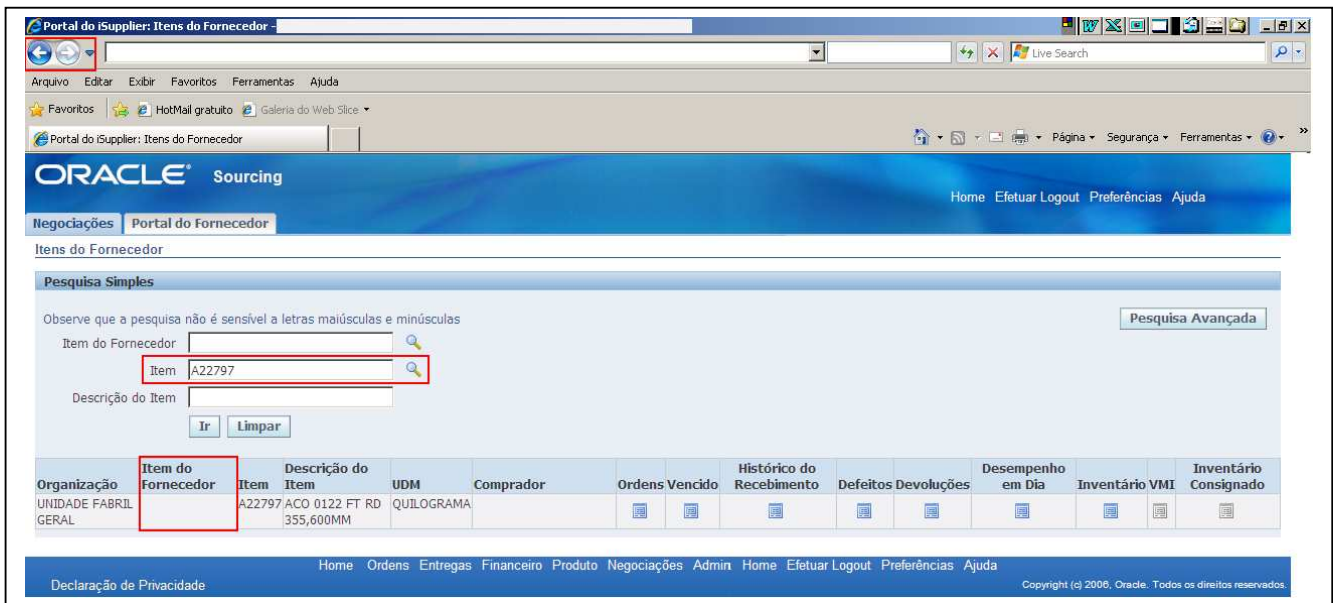 Portal do iSupplier: Itens do Fornecedor -
Live Search
Arquivo Editar Exibir Favoritos Ferramentas Ajuda
Favoritos HotMail gratuito Galeria do Web Slice
Portal do iSupplier: Itens do Fornecedor Página Segurança Ferramentas
ORACLE Sourcing
Home Efetuar Logout Preferências Ajuda
Negociações Portal do Fornecedor
Itens do Fornecedor
Pesquisa Simples
Observe que a pesquisa não é sensível a letras maiúsculas e minúsculas Pesquisa Avançada
Item do Fornecedor
Item A22797
Descrição do Item
Ir Limpar
Organização Item do Fornecedor Item Descrição do Item UDM Comprador Ordens Vencido Histórico do Recebimento Defeitos Devoluções Desempenho em Dia Inventário VMI Inventário Consignado
UNIDADE FABRIL GERAL A22797 ACO 0122 FT RD 355,600MM QUILOGRAMA
Home Ordens Entregas Financeiro Produto Negociações Admin Home Efetuar Logout Preferências Ajuda
Declaração de Privacidade Copyright (c) 2006, Oracle. Todos os direitos reservados.